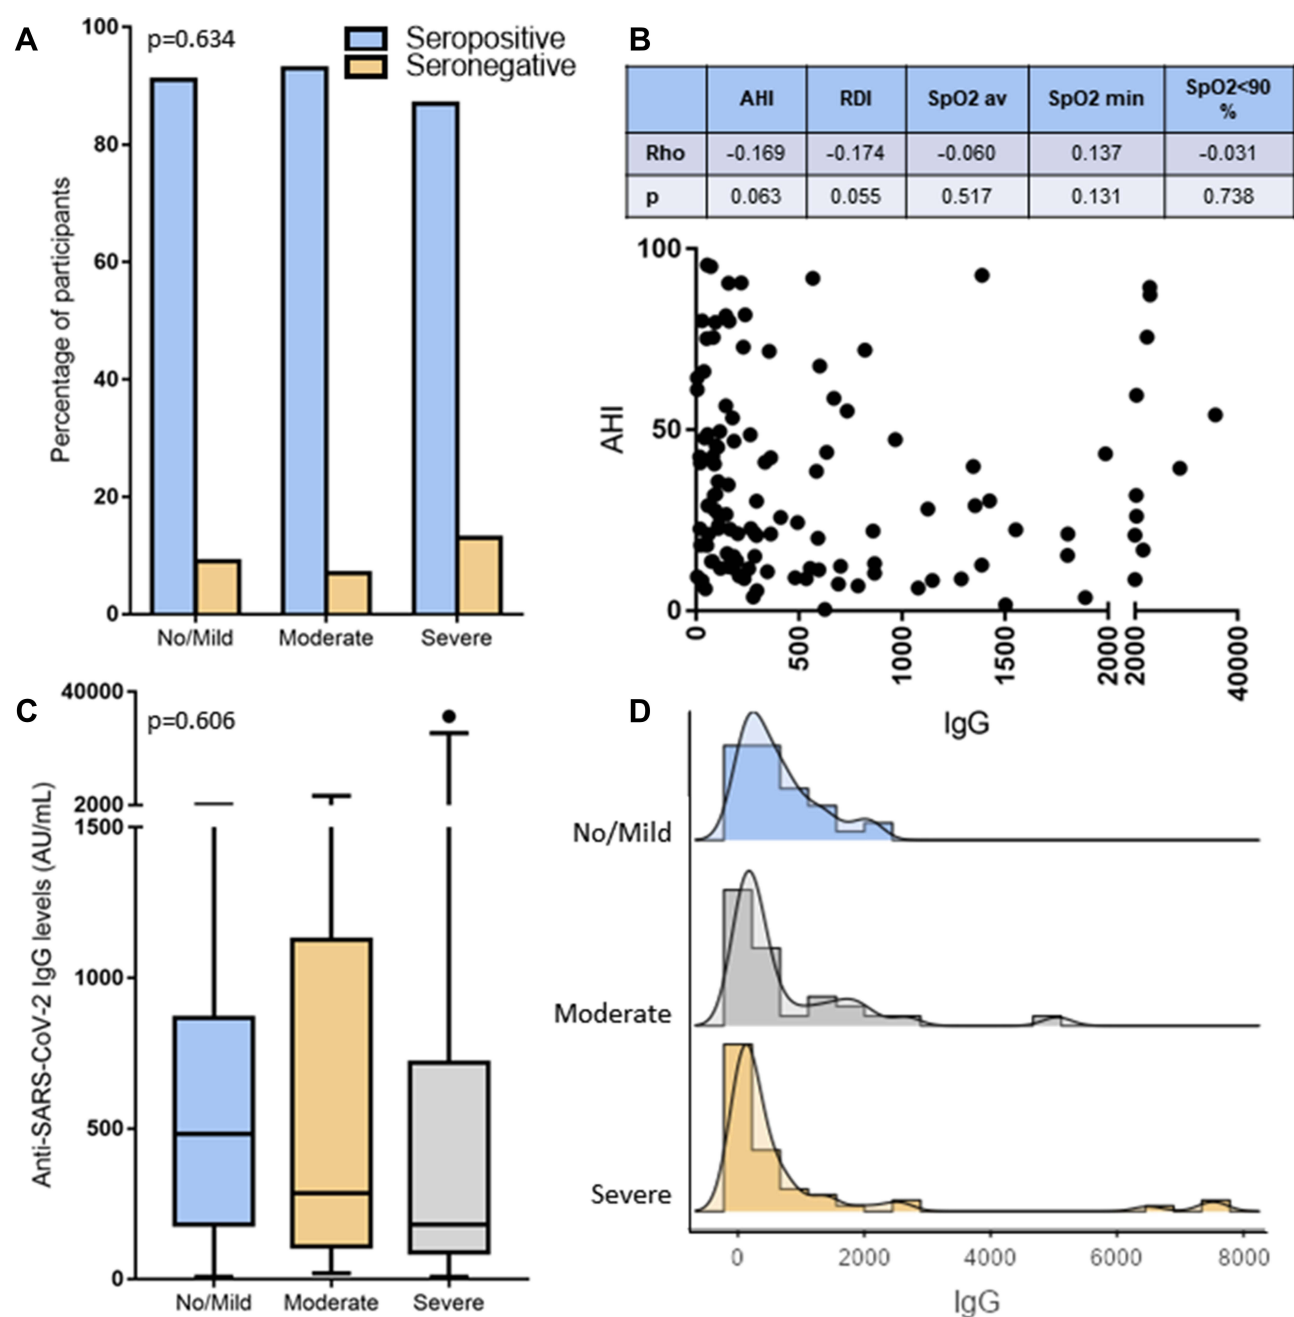 A
p=0.634
Seropositive
Seronegative
100
80
60
40
20
0
Percentage of participants
No/Mild Moderate Severe
B
AHI RDI SpO2 av SpO2 min SpO2<90
%
Rho -0.169 -0.174 -0.060 0.137 -0.031
p 0.063 0.055 0.517 0.131 0.738
100
50
0
AHI
0 500 1000 1500 2000 2000 40000
IgG
C
p=0.606
40000
2000
1500
1000
500
0
Anti-SARS-CoV-2 IgG levels (AU/mL)
No/Mild Moderate Severe
D
No/Mild
Moderate
Severe
0 2000 4000 6000 8000
IgG